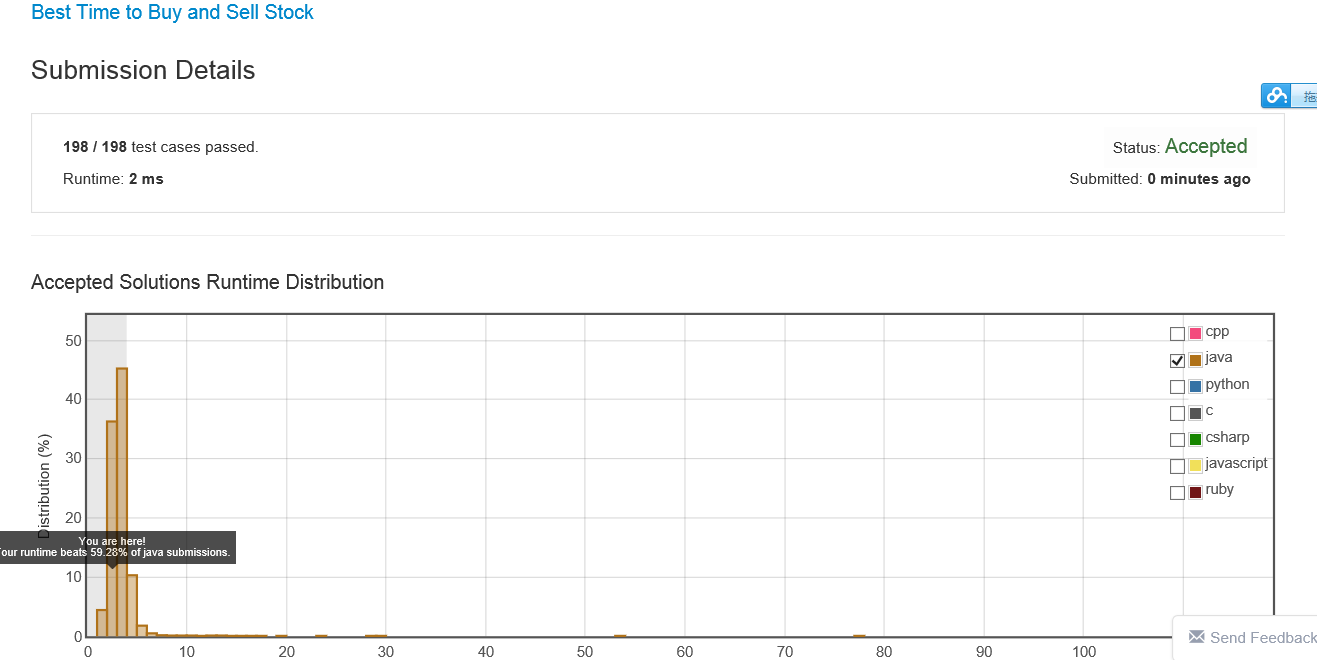 Best Time to Buy and Sell Stock
Submission Details
拖
198 / 198 test cases passed.
Status: Accepted
Runtime: 2 ms
Submitted: 0 minutes ago
Accepted Solutions Runtime Distribution
Distribution (%)
50
40
30
20
10
0
cpp
java
python
c
csharp
javascript
ruby
You are here!
our runtime beats 59.28% of java submissions.
0 10 20 30 40 50 60 70 80 90 100
Send Feedback